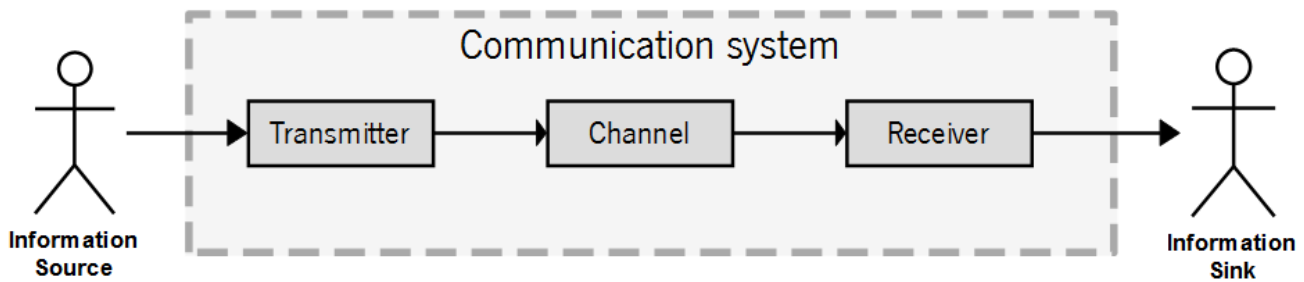 Communication system
Transmitter
Channel
Receiver
Information
Source
Information
Sink